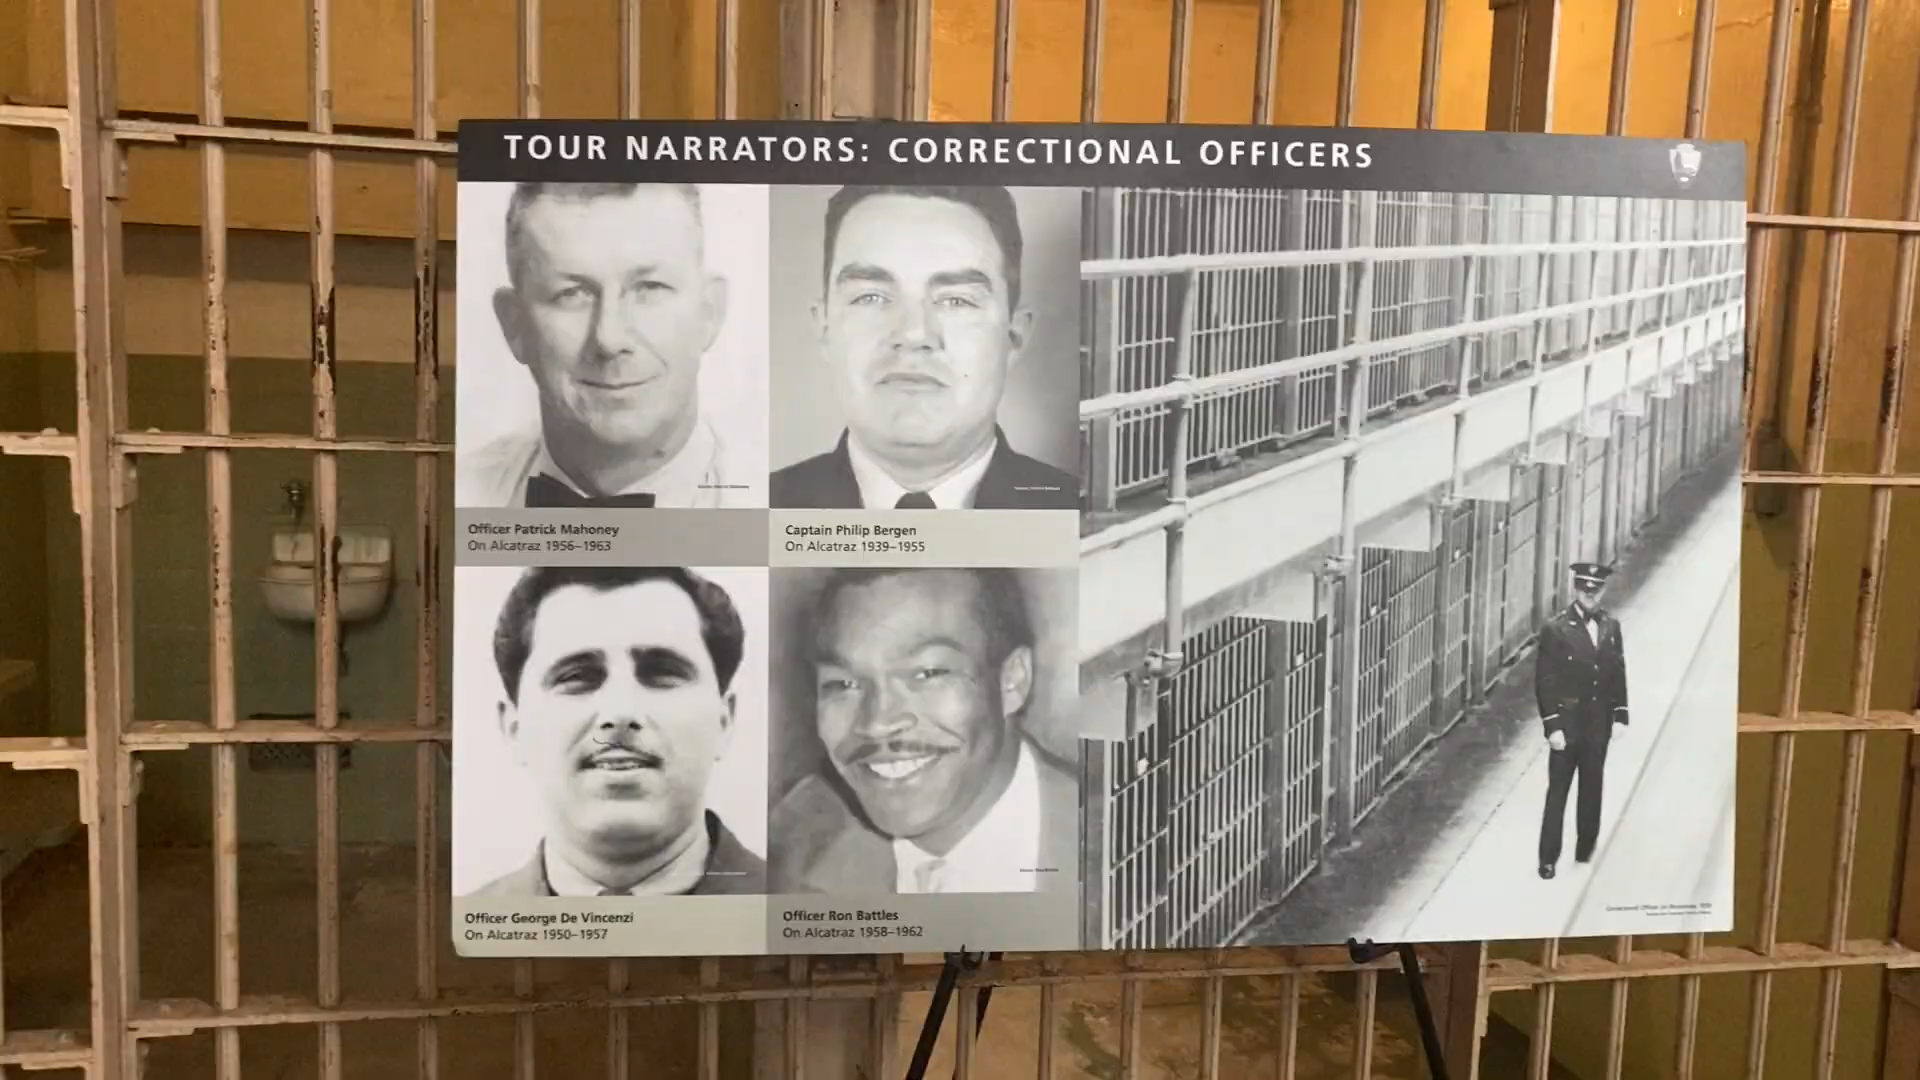 TOUR NARRATORS: CORRECTIONAL OFFICERS
Officer Patrick Mahoney
On Alcatraz 1956–1963
Captain Philip Bergen
On Alcatraz 1939–1955
Officer George De Vincenzi
On Alcatraz 1950–1957
Officer Ron Battles
On Alcatraz 1958–1962